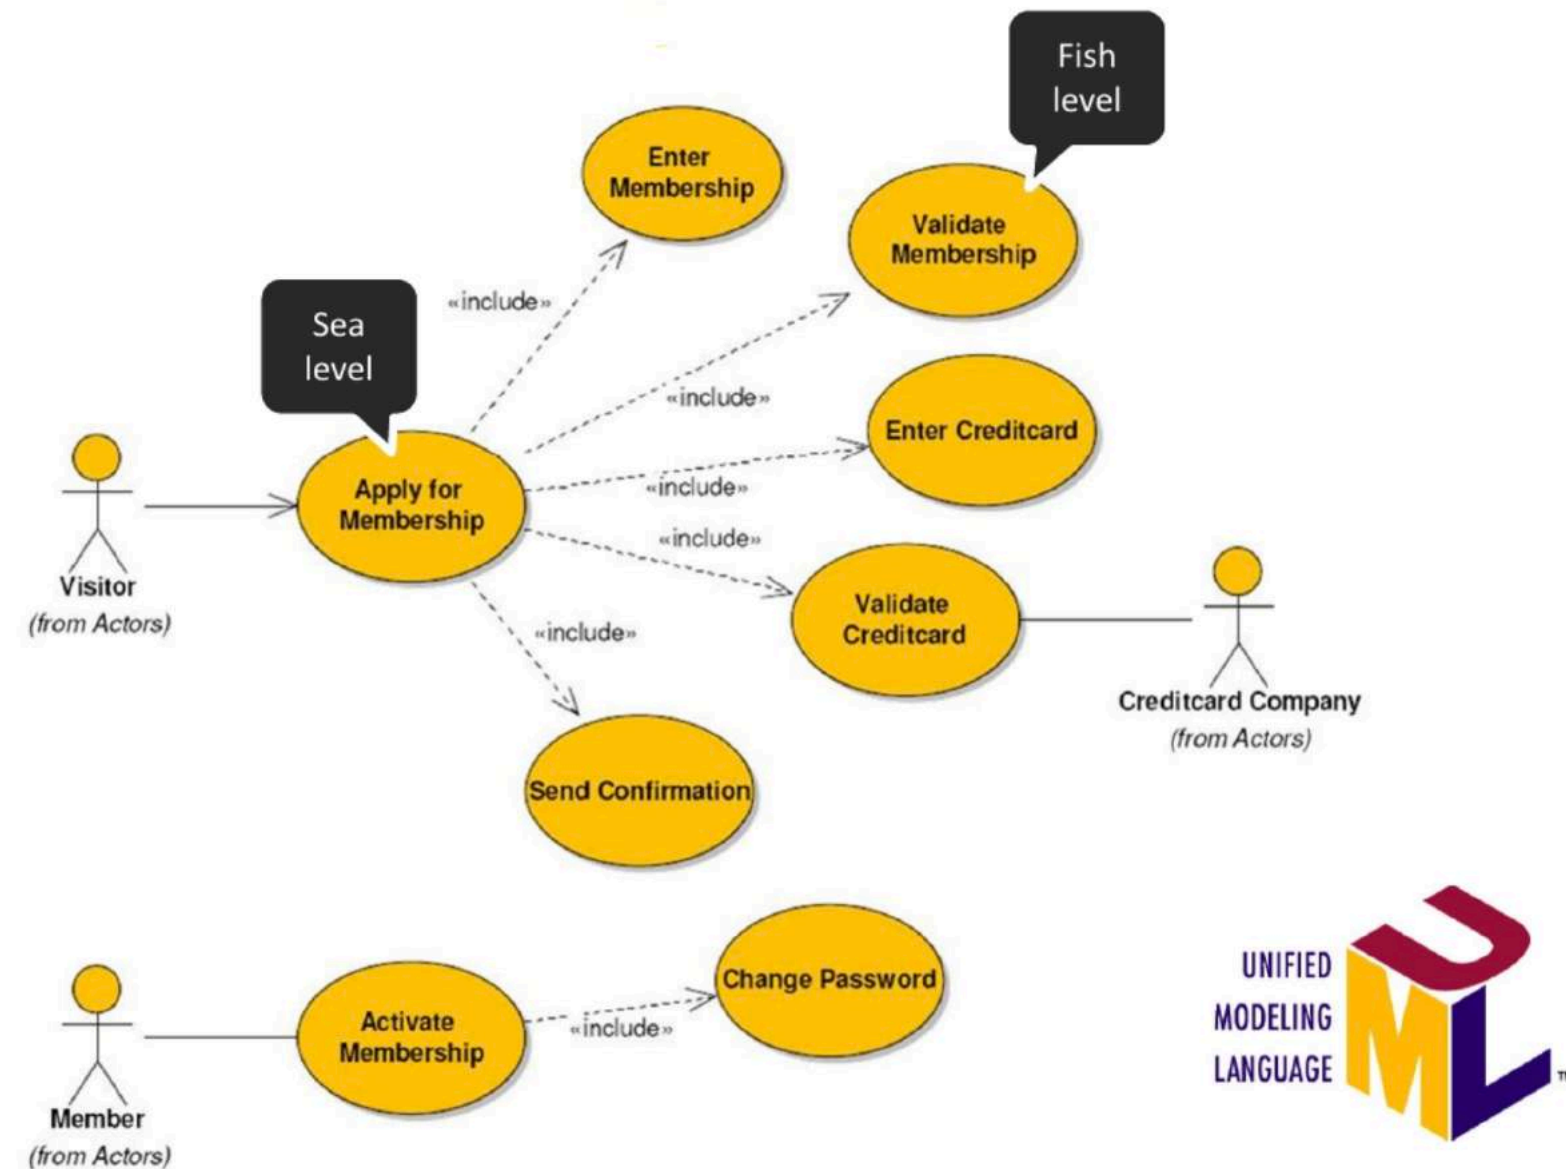 Fish
level
Enter
Membership
Validate
Membership
«include»
Sea
level
«include»
Enter Creditcard
Apply for
Membership
«include»
«include»
Visitor
(from Actors)
Validate
Creditcard
«include»
Creditcard Company
(from Actors)
Send Confirmation
Change Password
UNIFIED
MODELING
LANGUAGE
UML
TM
Activate
Membership
«include»
Member
(from Actors)